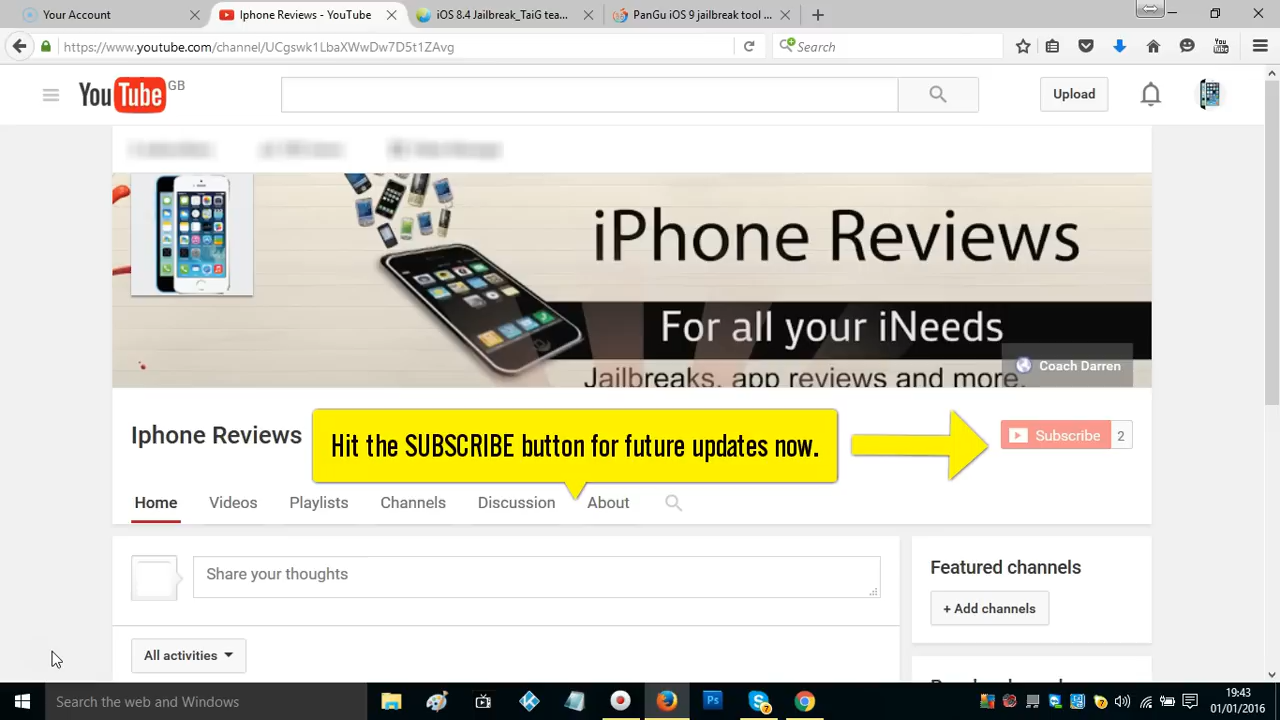 Your Account
Iphone Reviews - YouTube
iOS 8.4 Jailbreak_TaiG tea...
PanGu iOS 9 jailbreak tool ...
https://www.youtube.com/channel/UCgswk1LbaXWwDw7D5t1ZAvg
Search
YouTube GB
Upload
iPhone Reviews
For all your iNeeds
Coach Darren
Jailbreaks, app reviews and more.
Iphone Reviews
Hit the SUBSCRIBE button for future updates now.
Subscribe 2
Home Videos Playlists Channels Discussion About
Share your thoughts
Featured channels
+ Add channels
All activities
Search the web and Windows
19:43
01/01/2016